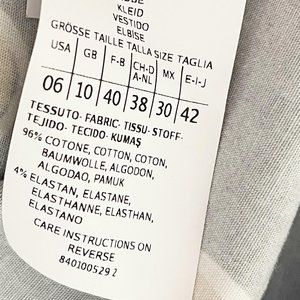 KLEID
VESTIDO
ELBİSE
GRÖSSE TAILLE TALLA SIZE TAGLIA
USA GB F-B CH-D A-NL MX E-I-J
06 10 40 38 30 42
TESSUTO- FABRIC- TISSU- STOFF-
TEJIDO- TECIDO- KUMAŞ
96% COTONE, COTTON, COTON,
BAUMWOLLE, ALGODON,
ALGODAO, PAMUK
4% ELASTAN, ELASTANE,
ELASTHANNE, ELASTHAN,
ELASTANO
CARE INSTRUCTIONS ON
REVERSE
840100529 2